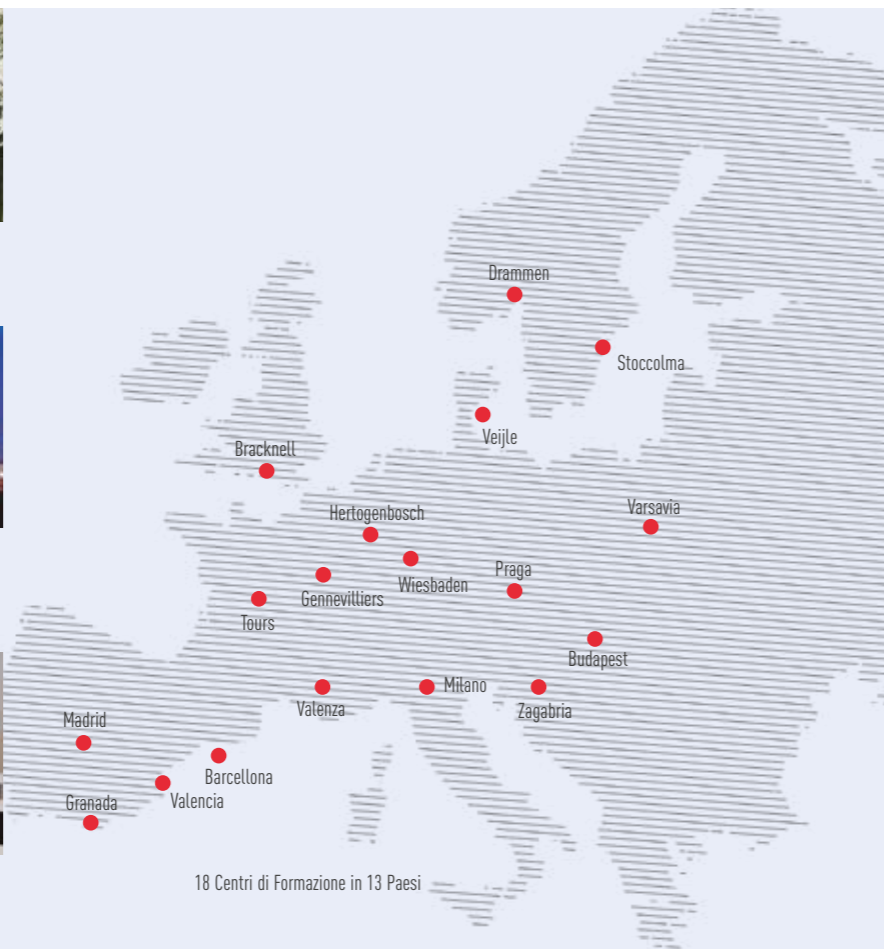 Drammen
Stoccolma
Veijle
Bracknell
Varsavia
Hertogenbosch
Praga
Wiesbaden
Gennevilliers
Tours
Budapest
Milano
Valenza
Zagabria
Madrid
Barcellona
Valencia
Granada
18 Centri di Formazione in 13 Paesi